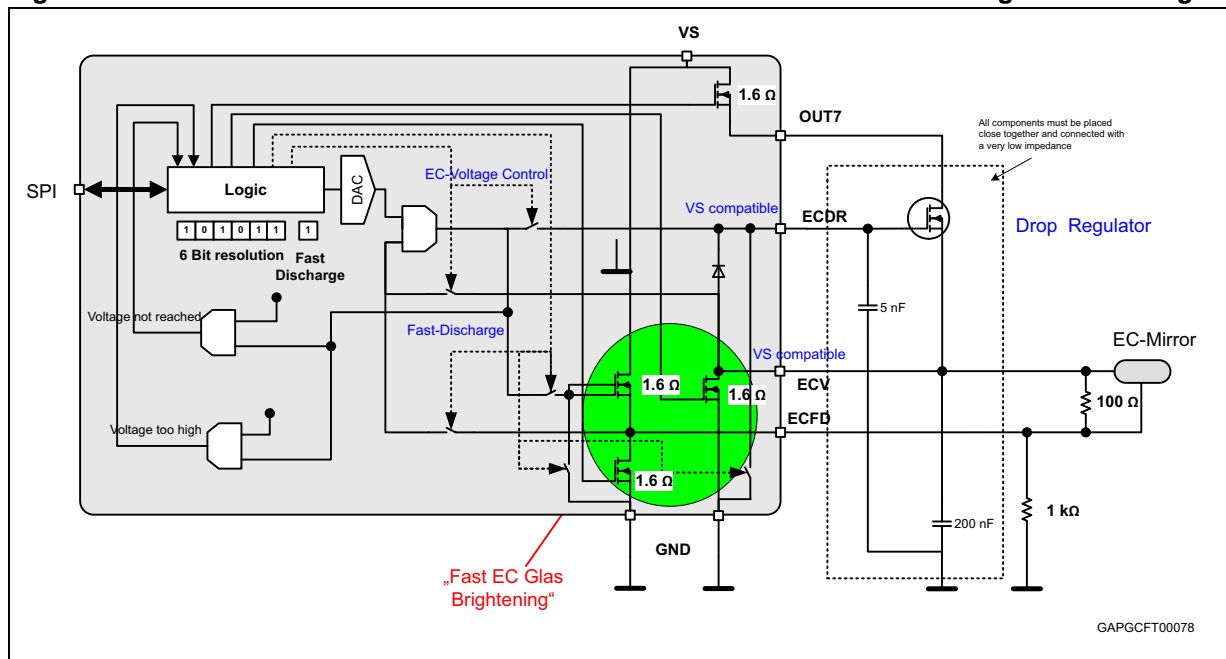 VS
1.6 Ω
OUT7
All components must be placed
close together and connected with
a very low impedance
SPI
Logic
DAC
EC-Voltage Control
VS compatible
ECDR
Drop Regulator
1 0 1 0 1 1 1
6 Bit resolution
Fast
Discharge
5 nF
Voltage not reached
Fast-Discharge
VS compatible
EC-Mirror
ECV
1.6 Ω
1.6 Ω
100 Ω
ECFD
Voltage too high
1.6 Ω
1 kΩ
200 nF
GND
„Fast EC Glas
Brightening“
GAPGCFT00078